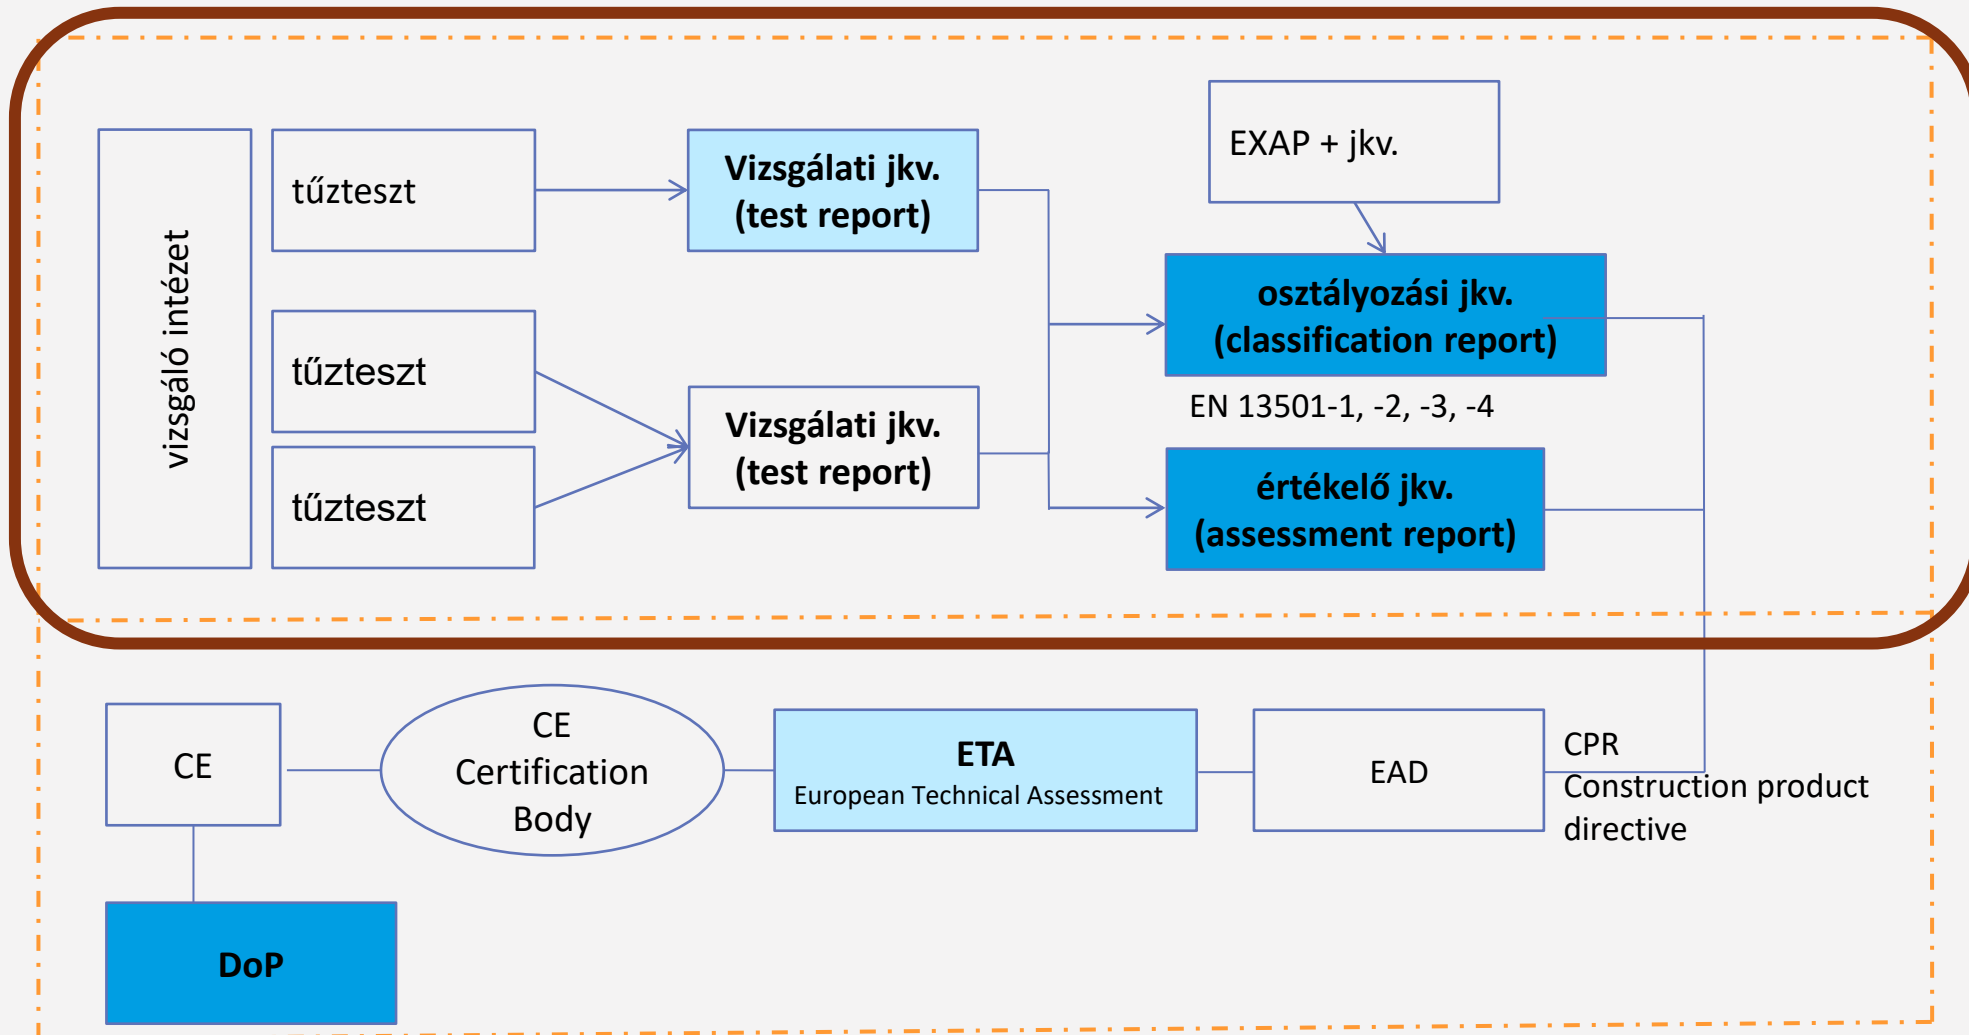 vizsgáló intézet
tűzteszt
tűzteszt
tűzteszt
Vizsgálati jkv.
(test report)
Vizsgálati jkv.
(test report)
EXAP + jkv.
osztályozási jkv.
(classification report)
EN 13501-1, -2, -3, -4
értékelő jkv.
(assessment report)
CE
CE
Certification
Body
ETA
European Technical Assessment
EAD
CPR
Construction product
directive
DoP